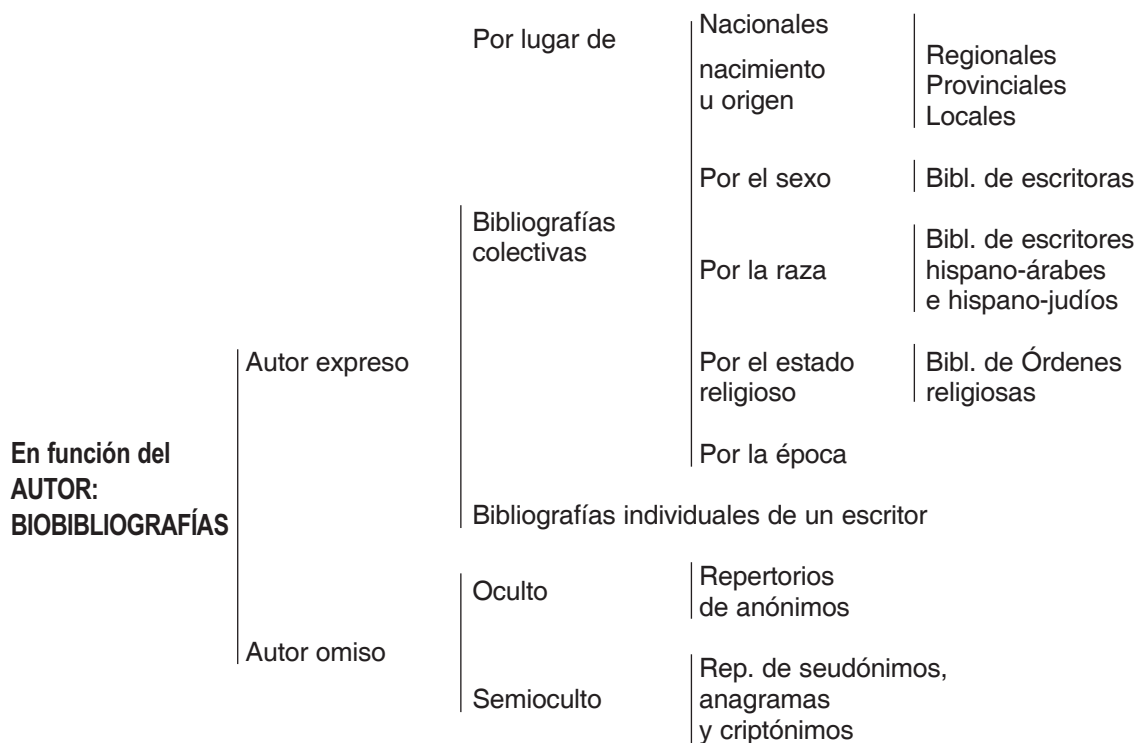 Por lugar de
Nacionales
nacimiento
u origen
Regionales
Provinciales
Locales
Por el sexo
Bibl. de escritoras
Bibliografías
colectivas
Por la raza
Bibl. de escritores
hispano-árabes
e hispano-judíos
Autor expreso
Por el estado
religioso
Bibl. de Órdenes
religiosas
En función del
AUTOR:
BIOBIBLIOGRAFÍAS
Por la época
Bibliografías individuales de un escritor
Oculto
Repertorios
de anónimos
Autor omiso
Semioculto
Rep. de seudónimos,
anagramas
y criptónimos